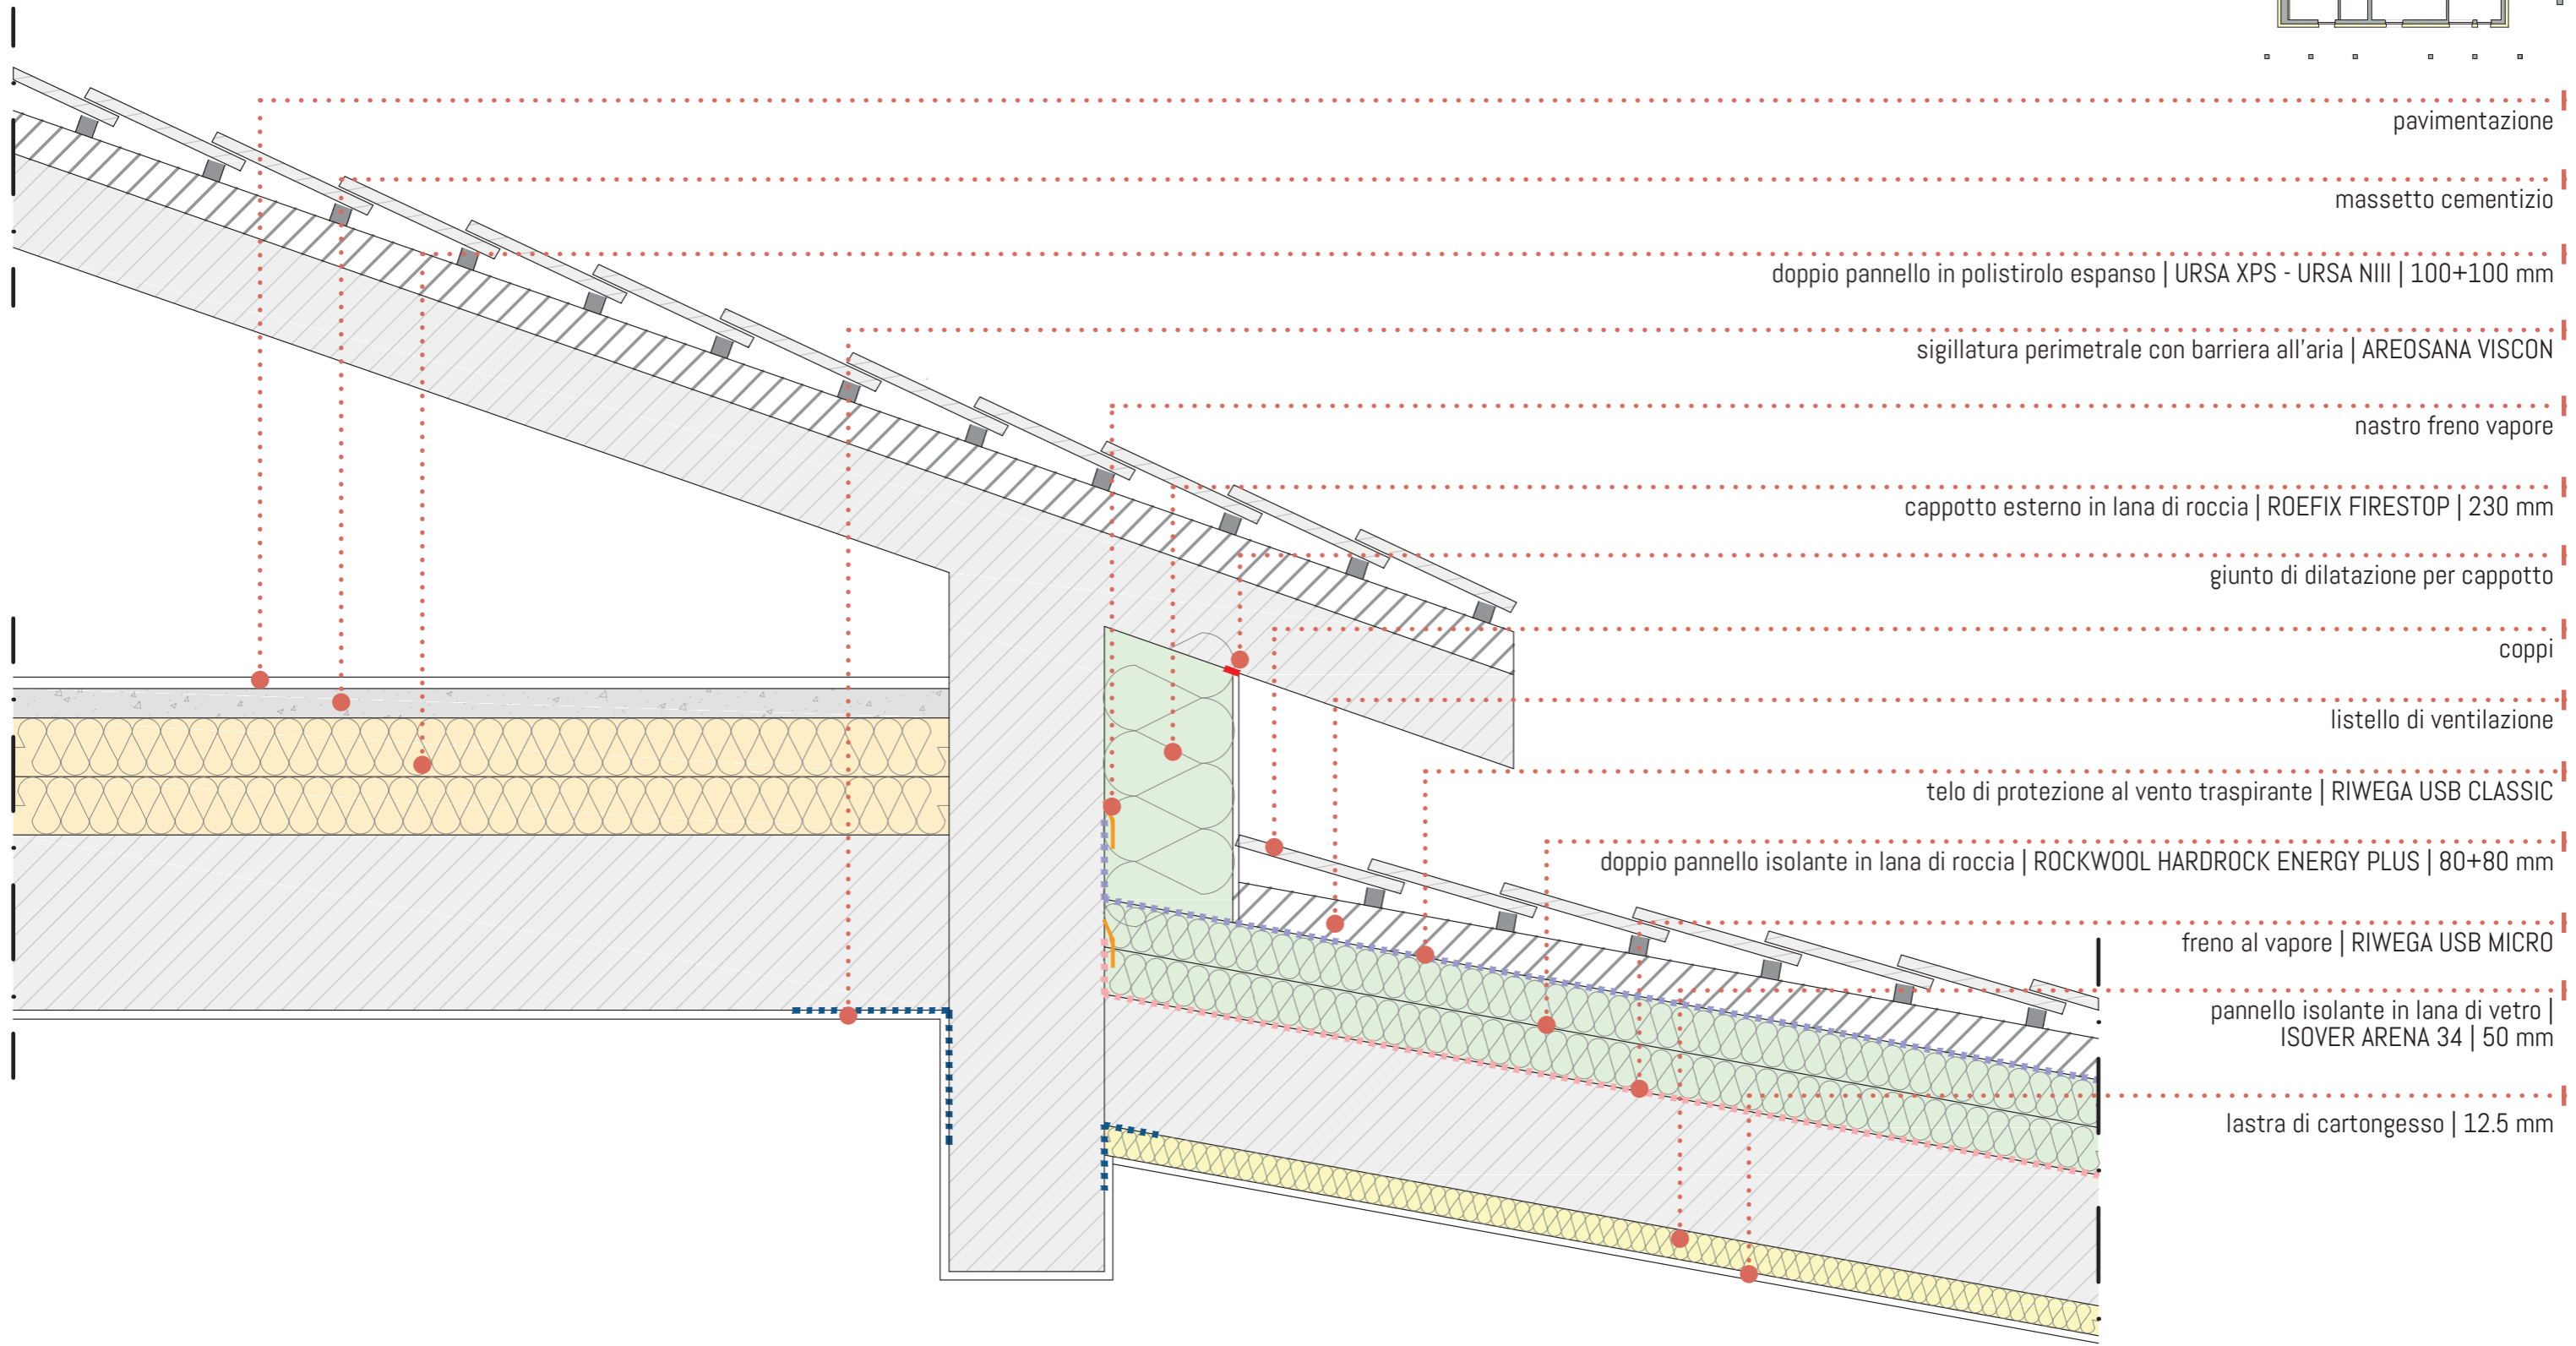 pavimentazione
massetto cementizio
doppio pannello in polistirolo espanso | URSA XPS - URSA NIII | 100+100 mm
sigillatura perimetrale con barriera all'aria | AREOSANA VISCON
nastro freno vapore
cappotto esterno in lana di roccia | ROEFIX FIRESTOP | 230 mm
giunto di dilatazione per cappotto
coppi
listello di ventilazione
telo di protezione al vento traspirante | RIWEGA USB CLASSIC
doppio pannello isolante in lana di roccia | ROCKWOOL HARDROCK ENERGY PLUS | 80+80 mm
freno al vapore | RIWEGA USB MICRO
pannello isolante in lana di vetro |
ISOVER ARENA 34 | 50 mm
lastra di cartongesso | 12.5 mm